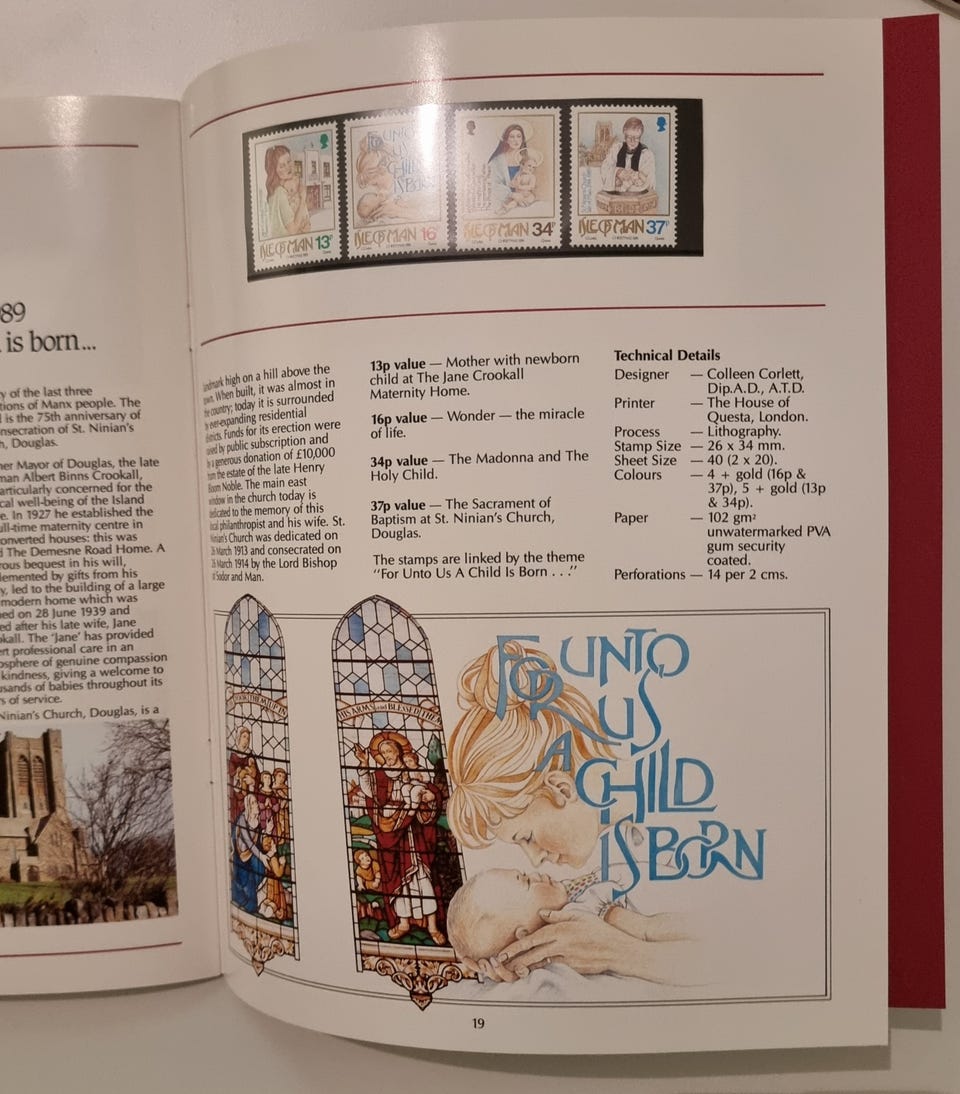 89
is born...
y of the last three
tions of Manx people. The
l is the 75th anniversary of
nsecration of St. Ninian's
h, Douglas.
er Mayor of Douglas, the late
man Albert Binns Crookall,
articularly concerned for the
cal well-being of the Island
e. In 1927 he established the
ull-time maternity centre in
onverted houses: this was
d The Demesne Road Home. A
rous bequest in his will,
lemented by gifts from his
y, led to the building of a large
modern home which was
ned on 28 June 1939 and
ed after his late wife, Jane
okall. The 'Jane' has provided
ert professional care in an
osphere of genuine compassion
kindness, giving a welcome to
usands of babies throughout its
s of service.
Ninian's Church, Douglas, is a
ISLE OF MAN 13P
FOR UNTO
US
A
CHILD
IS BORN
ISLE OF MAN 16P
ISLE OF MAN 34P
ISLE OF MAN 37P
landmark high on a hill above the
town. When built, it was almost in
the country; today it is surrounded
by ever-expanding residential
districts. Funds for its erection were
raised by public subscription and
by a generous donation of £10,000
from the estate of the late Henry
Bloom Noble. The main east
window in the church today is
dedicated to the memory of this
local philanthropist and his wife. St.
Ninian's Church was dedicated on
March 1913 and consecrated on
March 1914 by the Lord Bishop
of Sodor and Man.
13p value — Mother with newborn
child at The Jane Crookall
Maternity Home.
16p value — Wonder — the miracle
of life.
34p value — The Madonna and The
Holy Child.
37p value — The Sacrament of
Baptism at St. Ninian's Church,
Douglas.
The stamps are linked by the theme
"For Unto Us A Child Is Born . . ."
Technical Details
Designer — Colleen Corlett,
Dip.A.D., A.T.D.
Printer — The House of
Questa, London.
Process — Lithography.
Stamp Size — 26 x 34 mm.
Sheet Size — 40 (2 x 20).
Colours — 4 + gold (16p &
37p), 5 + gold (13p
& 34p).
Paper — 102 gm²
unwatermarked PVA
gum security
coated.
Perforations — 14 per 2 cms.
HIS ARMS and BLESSED THEM
FOR UNTO
US
A
CHILD
IS BORN
19